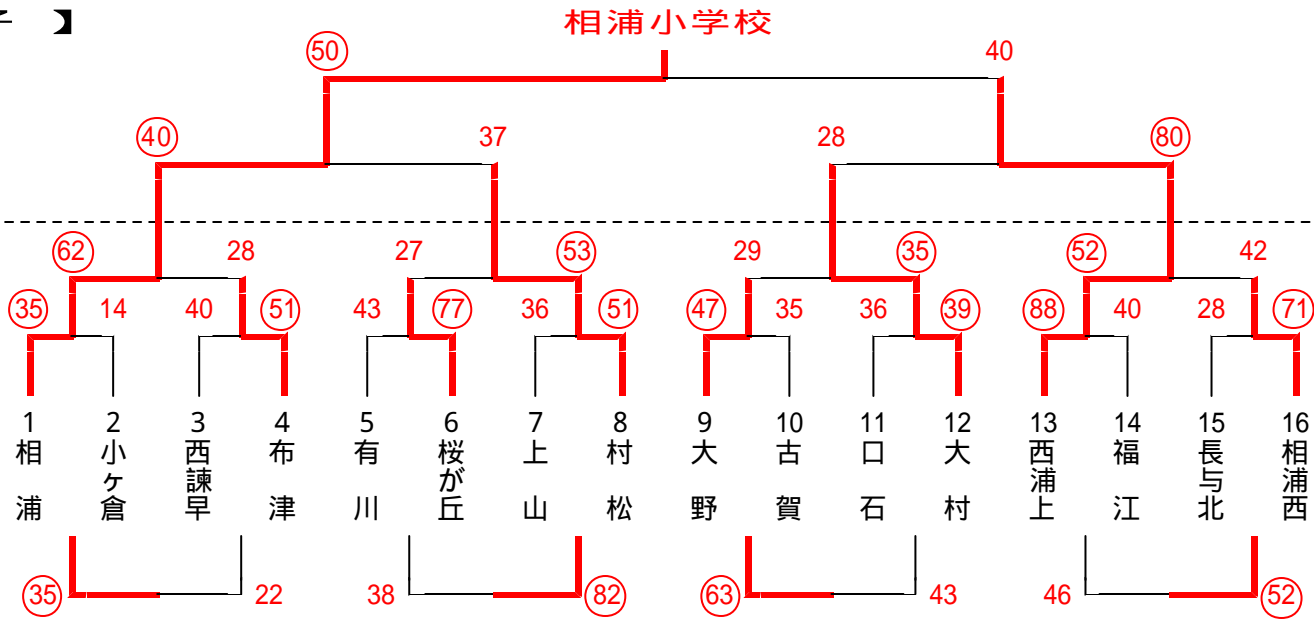 子 】
相浦小学校
50 40
40 37 28 80
62 28 27 53 29 35 52 42
35 14 40 51 43 77 36 51 47 35 36 39 88 40 28 71
1 2 3 4 5 6 7 8 9 10 11 12 13 14 15 16
相浦 小ヶ倉 西諫早 布津 有川 桜が丘 上山 村松 大野 古賀 口石 大村 西浦上 福江 長与北 相浦西
35 22 38 82 63 43 46 52